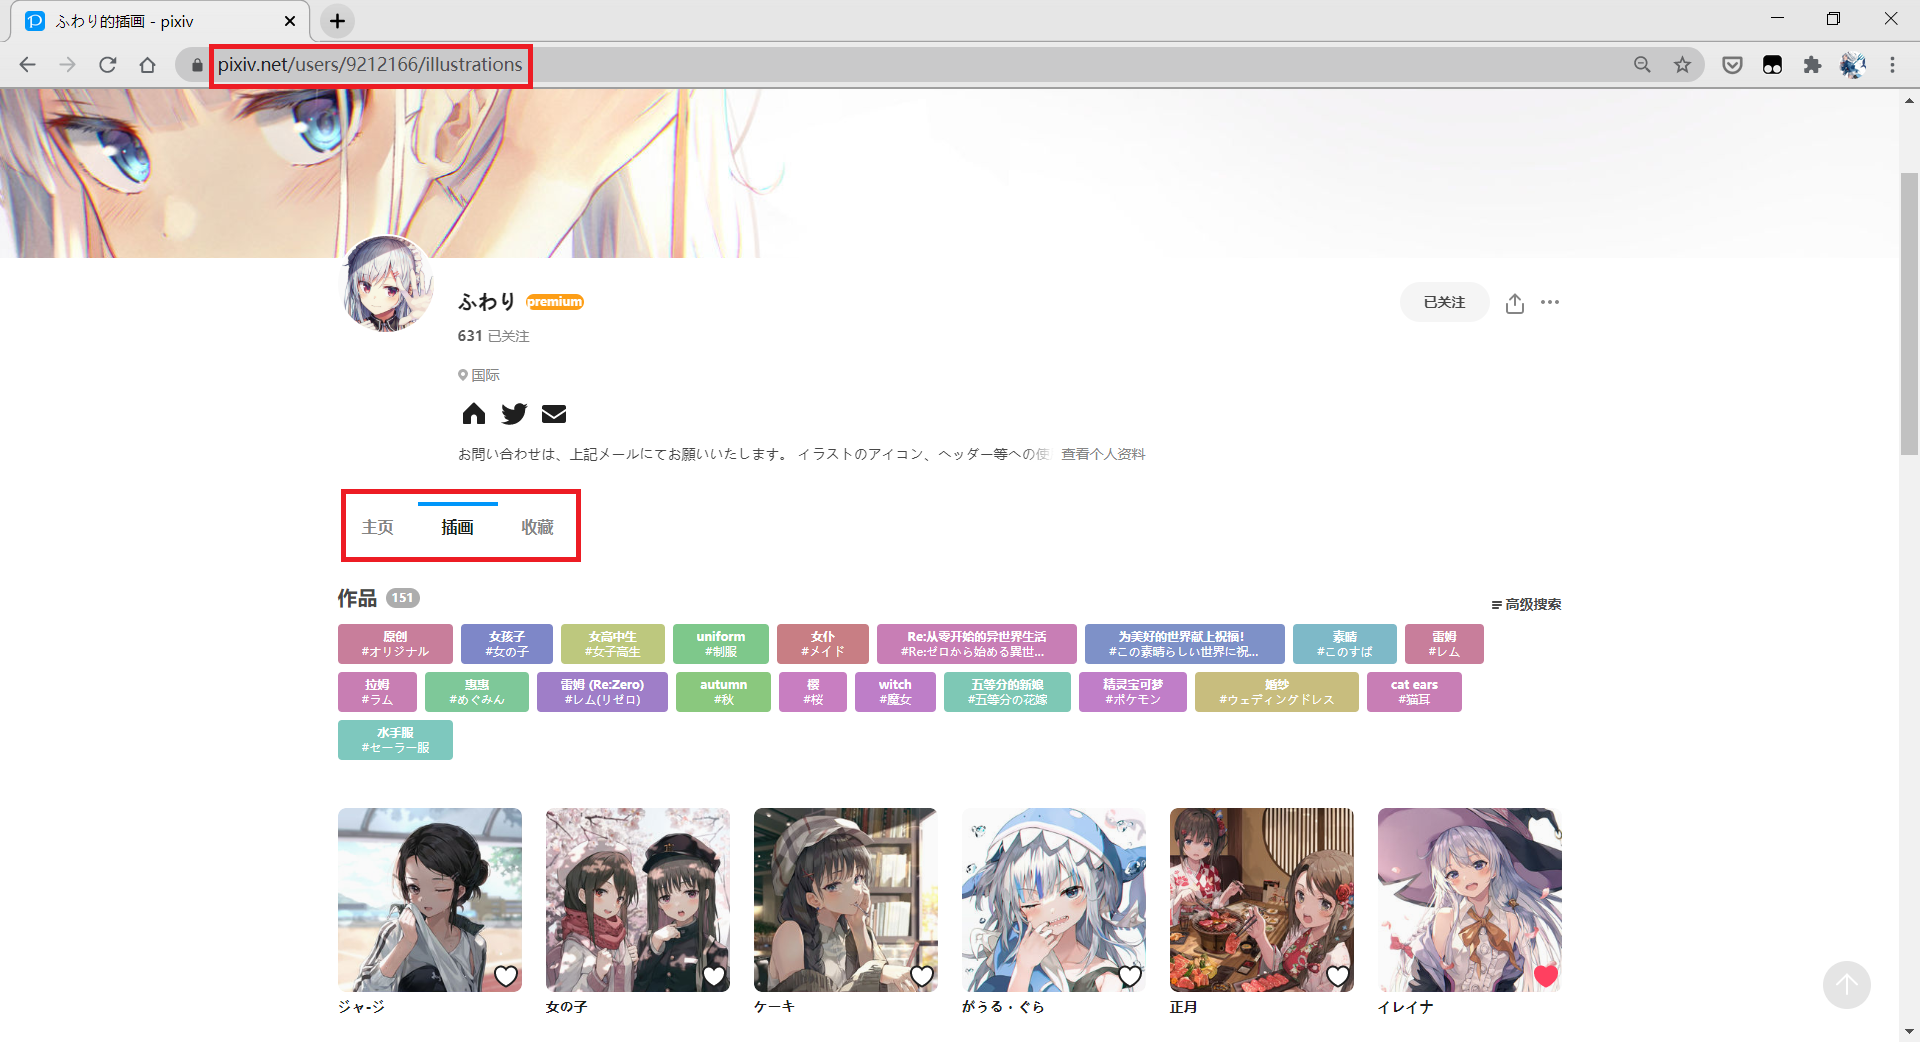 ふわり的插画 - pixiv
pixiv.net/users/9212166/illustrations
ふわり premium
631 已关注
已关注
国际
お問い合わせは、上記メールにてお願いいたします。 イラストのアイコン、ヘッダー等への使 查看个人资料
主页 插画 收藏
作品 151
高级搜索
原创 女孩子 女高中生 uniform 女仆 Re:从零开始的异世界生活 为美好的世界献上祝福! 素晴 雷姆
#オリジナル #女の子 #女子高生 #制服 #メイド #Re:ゼロから始める異世... #この素晴らしい世界に祝... #このすば #レム
拉姆 惠惠 雷姆 (Re:Zero) autumn 樱 witch 五等分的新娘 精灵宝可梦 婚纱 cat ears
#ラム #めぐみん #レム(リゼロ) #秋 #桜 #魔女 #五等分の花嫁 #ポケモン #ウェディングドレス #猫耳
水手服
#セーラー服
ジャ-ジ 女の子 ケーキ がうる・ぐら 正月 イレイナ